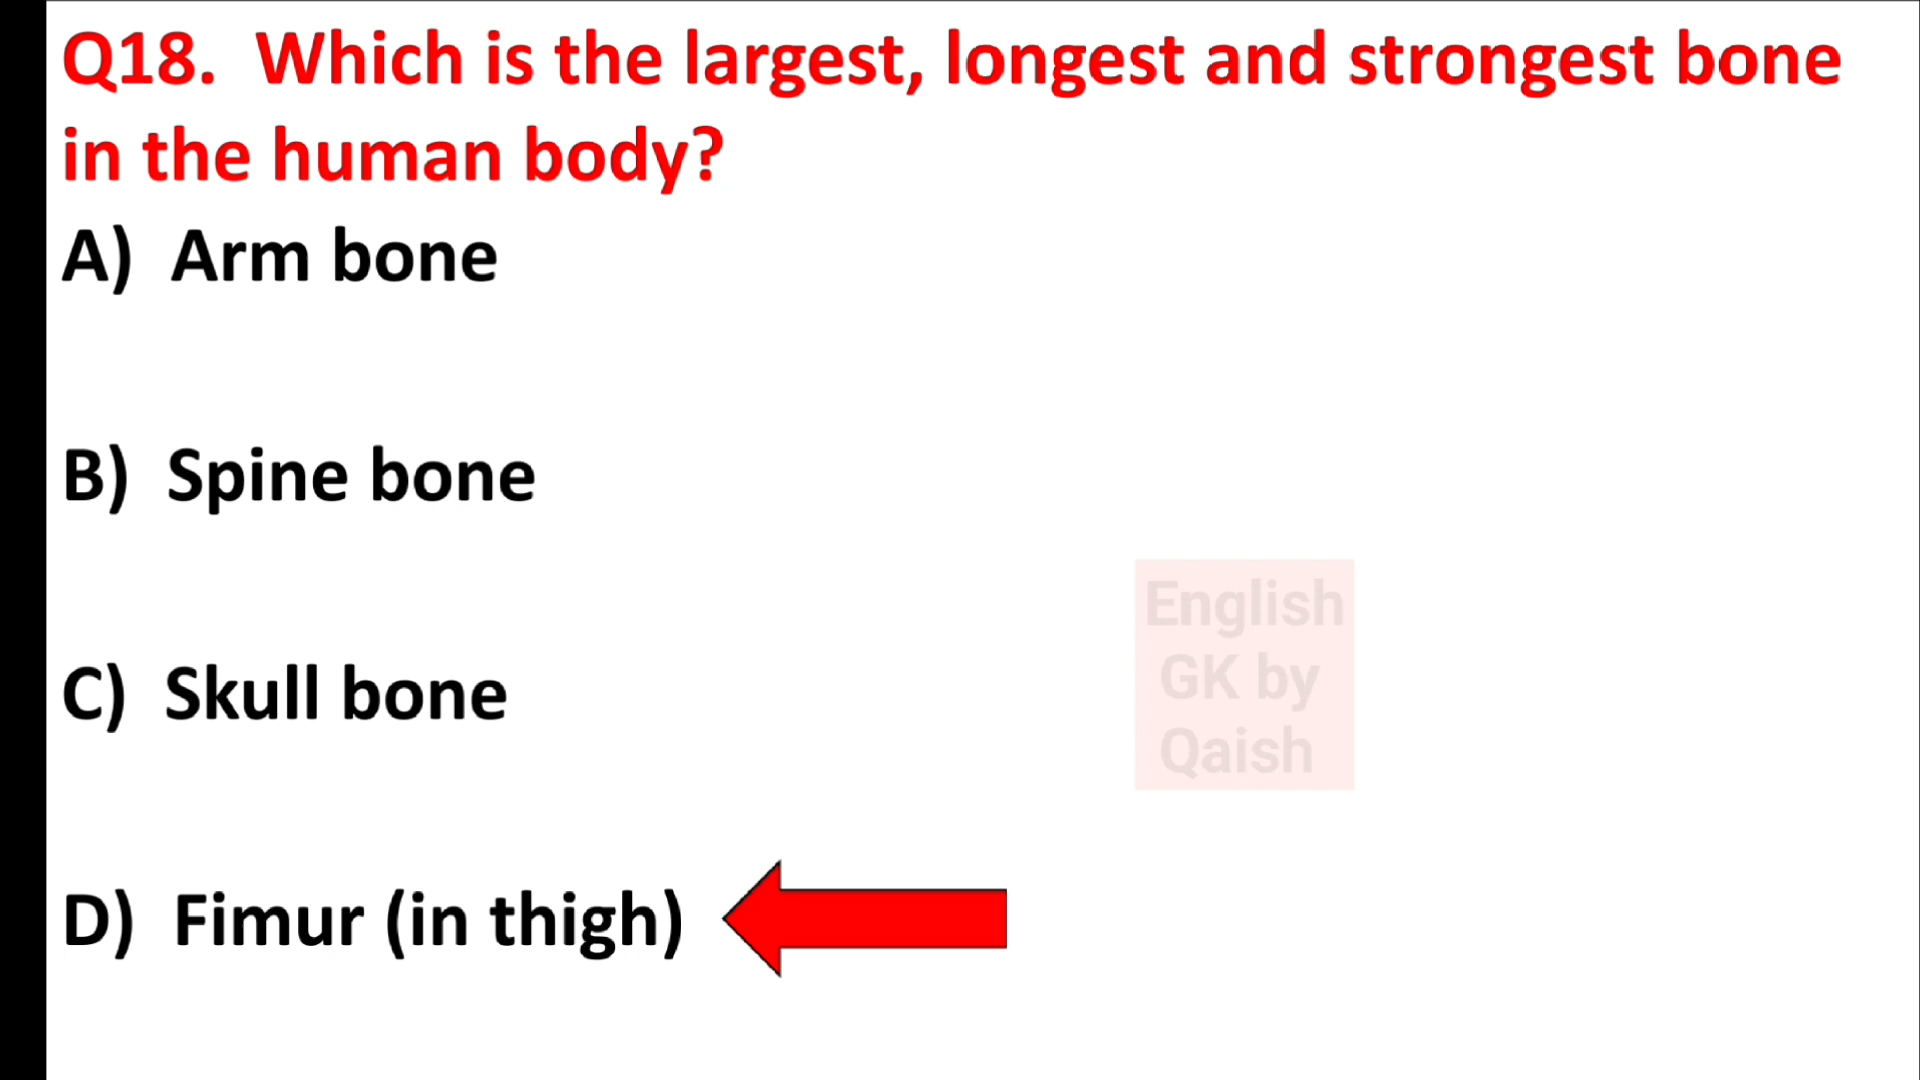 Q18. Which is the largest, longest and strongest bone
in the human body?
A) Arm bone
B) Spine bone
C) Skull bone
D) Fimur (in thigh)
English
GK by
Qaish